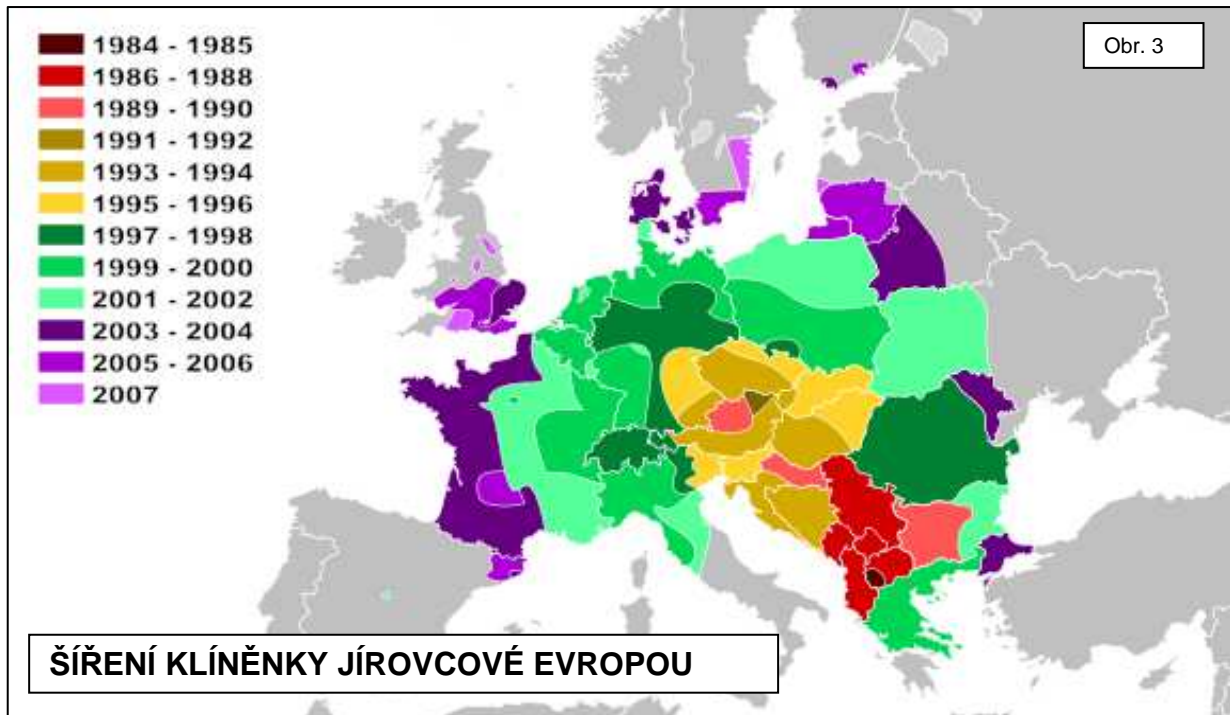 1984 - 1985
1986 - 1988
1989 - 1990
1991 - 1992
1993 - 1994
1995 - 1996
1997 - 1998
1999 - 2000
2001 - 2002
2003 - 2004
2005 - 2006
2007
Obr. 3
ŠÍŘENÍ KLÍNĚNKY JÍROVCOVÉ EVROPOU